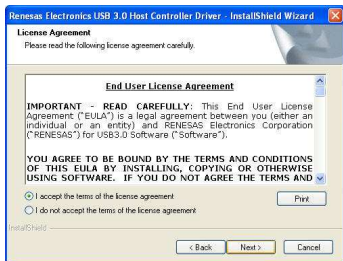 Renesas Electronics USB 3.0 Host Controller Driver - InstallShield Wizard
License Agreement
Please read the following license agreement carefully.
End User License Agreement
IMPORTANT - READ CAREFULLY: This End User License
Agreement ("EULA") is a legal agreement between you (either an
individual or an entity) and RENESAS Electronics Corporation
("RENESAS") for USB3.0 Software ("Software").
YOU AGREE TO BE BOUND BY THE TERMS AND CONDITIONS
OF THIS EULA BY INSTALLING, COPYING OR OTHERWISE
USING SOFTWARE. IF YOU DO NOT AGREE THE TERMS AND
I accept the terms of the license agreement
Print
I do not accept the terms of the license agreement
InstallShield
< Back
Next >
Cancel